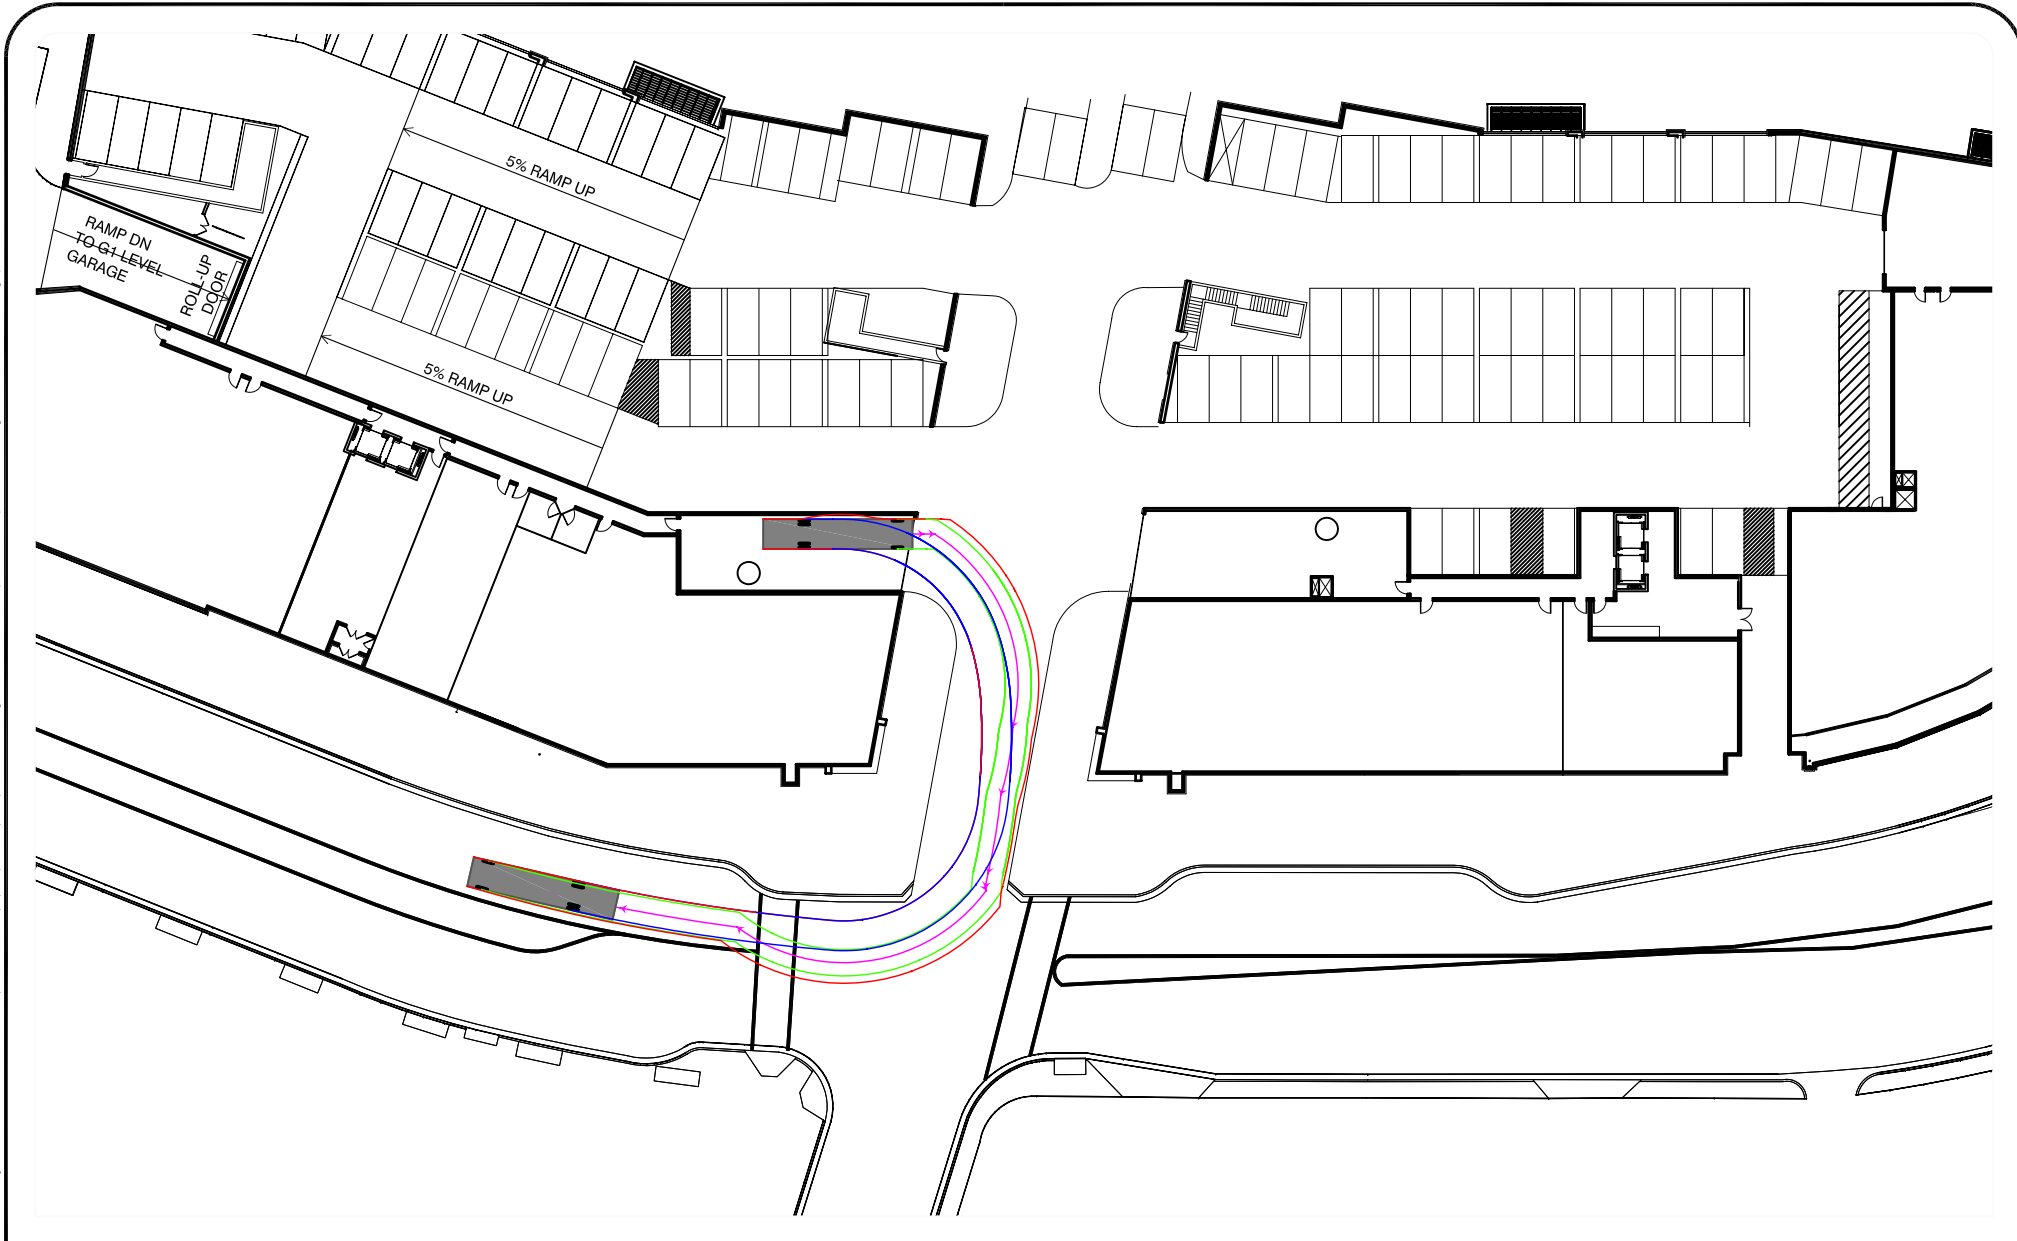 5% RAMP UP
RAMP DN
TO G1 LEVEL
GARAGE
ROLL-UP
DOOR
5% RAMP UP